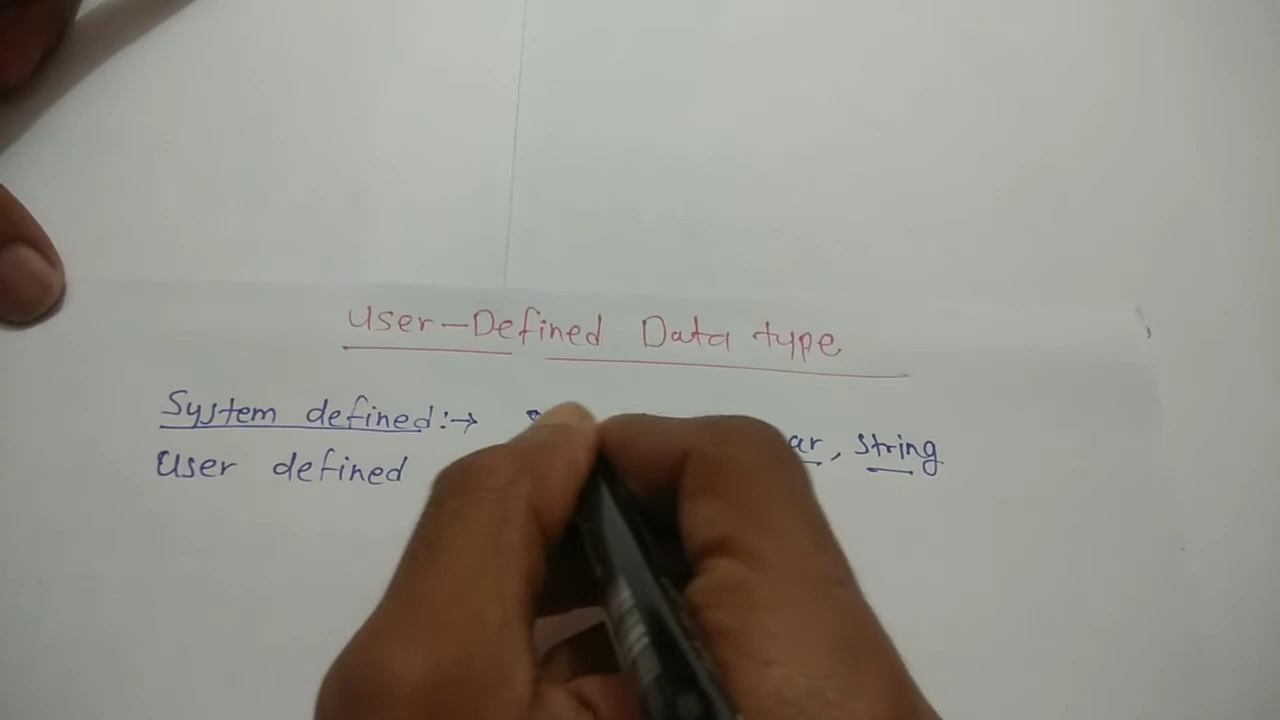 User-Defined Data type
System defined:→ ar, string
User defined